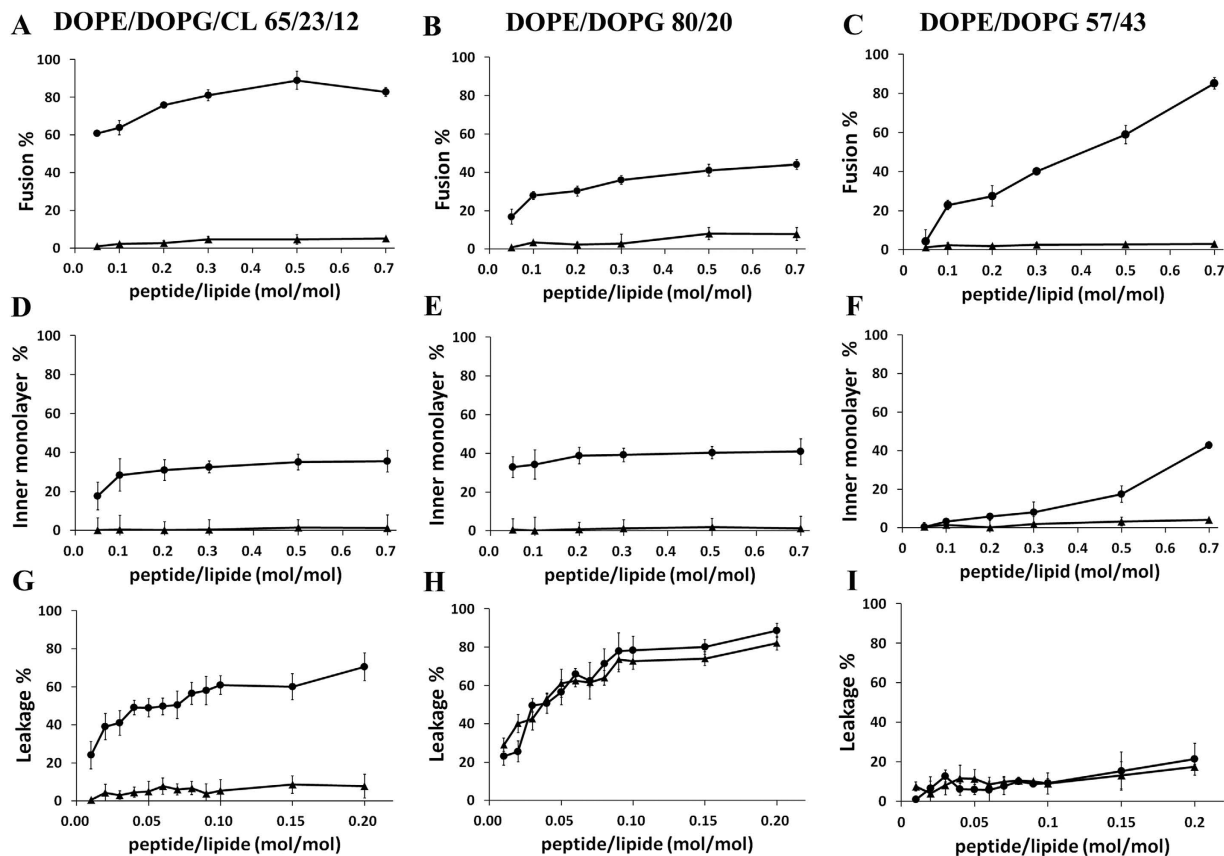 A DOPE/DOPG/CL 65/23/12 B DOPE/DOPG 80/20 C DOPE/DOPG 57/43
Fusion %
100
80
60
40
20
0
0.0 0.1 0.2 0.3 0.4 0.5 0.6 0.7
peptide/lipide (mol/mol)
Fusion %
100
80
60
40
20
0
0.0 0.1 0.2 0.3 0.4 0.5 0.6 0.7
peptide/lipide (mol/mol)
Fusion %
100
80
60
40
20
0
0 0.1 0.2 0.3 0.4 0.5 0.6 0.7
peptide/lipid (mol/mol)
D
Inner monolayer %
100
80
60
40
20
0
0.0 0.1 0.2 0.3 0.4 0.5 0.6 0.7
peptide/lipide (mol/mol)
E
Inner monolayer %
100
80
60
40
20
0
0.0 0.1 0.2 0.3 0.4 0.5 0.6 0.7
peptide/lipide (mol/mol)
F
Inner monolayer %
100
80
60
40
20
0
0 0.1 0.2 0.3 0.4 0.5 0.6 0.7
peptide/lipid (mol/mol)
G
Leakage %
100
80
60
40
20
0
0.00 0.05 0.10 0.15 0.20
peptide/lipide (mol/mol)
H
Leakage %
100
80
60
40
20
0
0.00 0.05 0.10 0.15 0.20
peptide/lipide (mol/mol)
I
Leakage %
100
80
60
40
20
0
0 0.05 0.1 0.15 0.2
peptide/lipide (mol/mol)